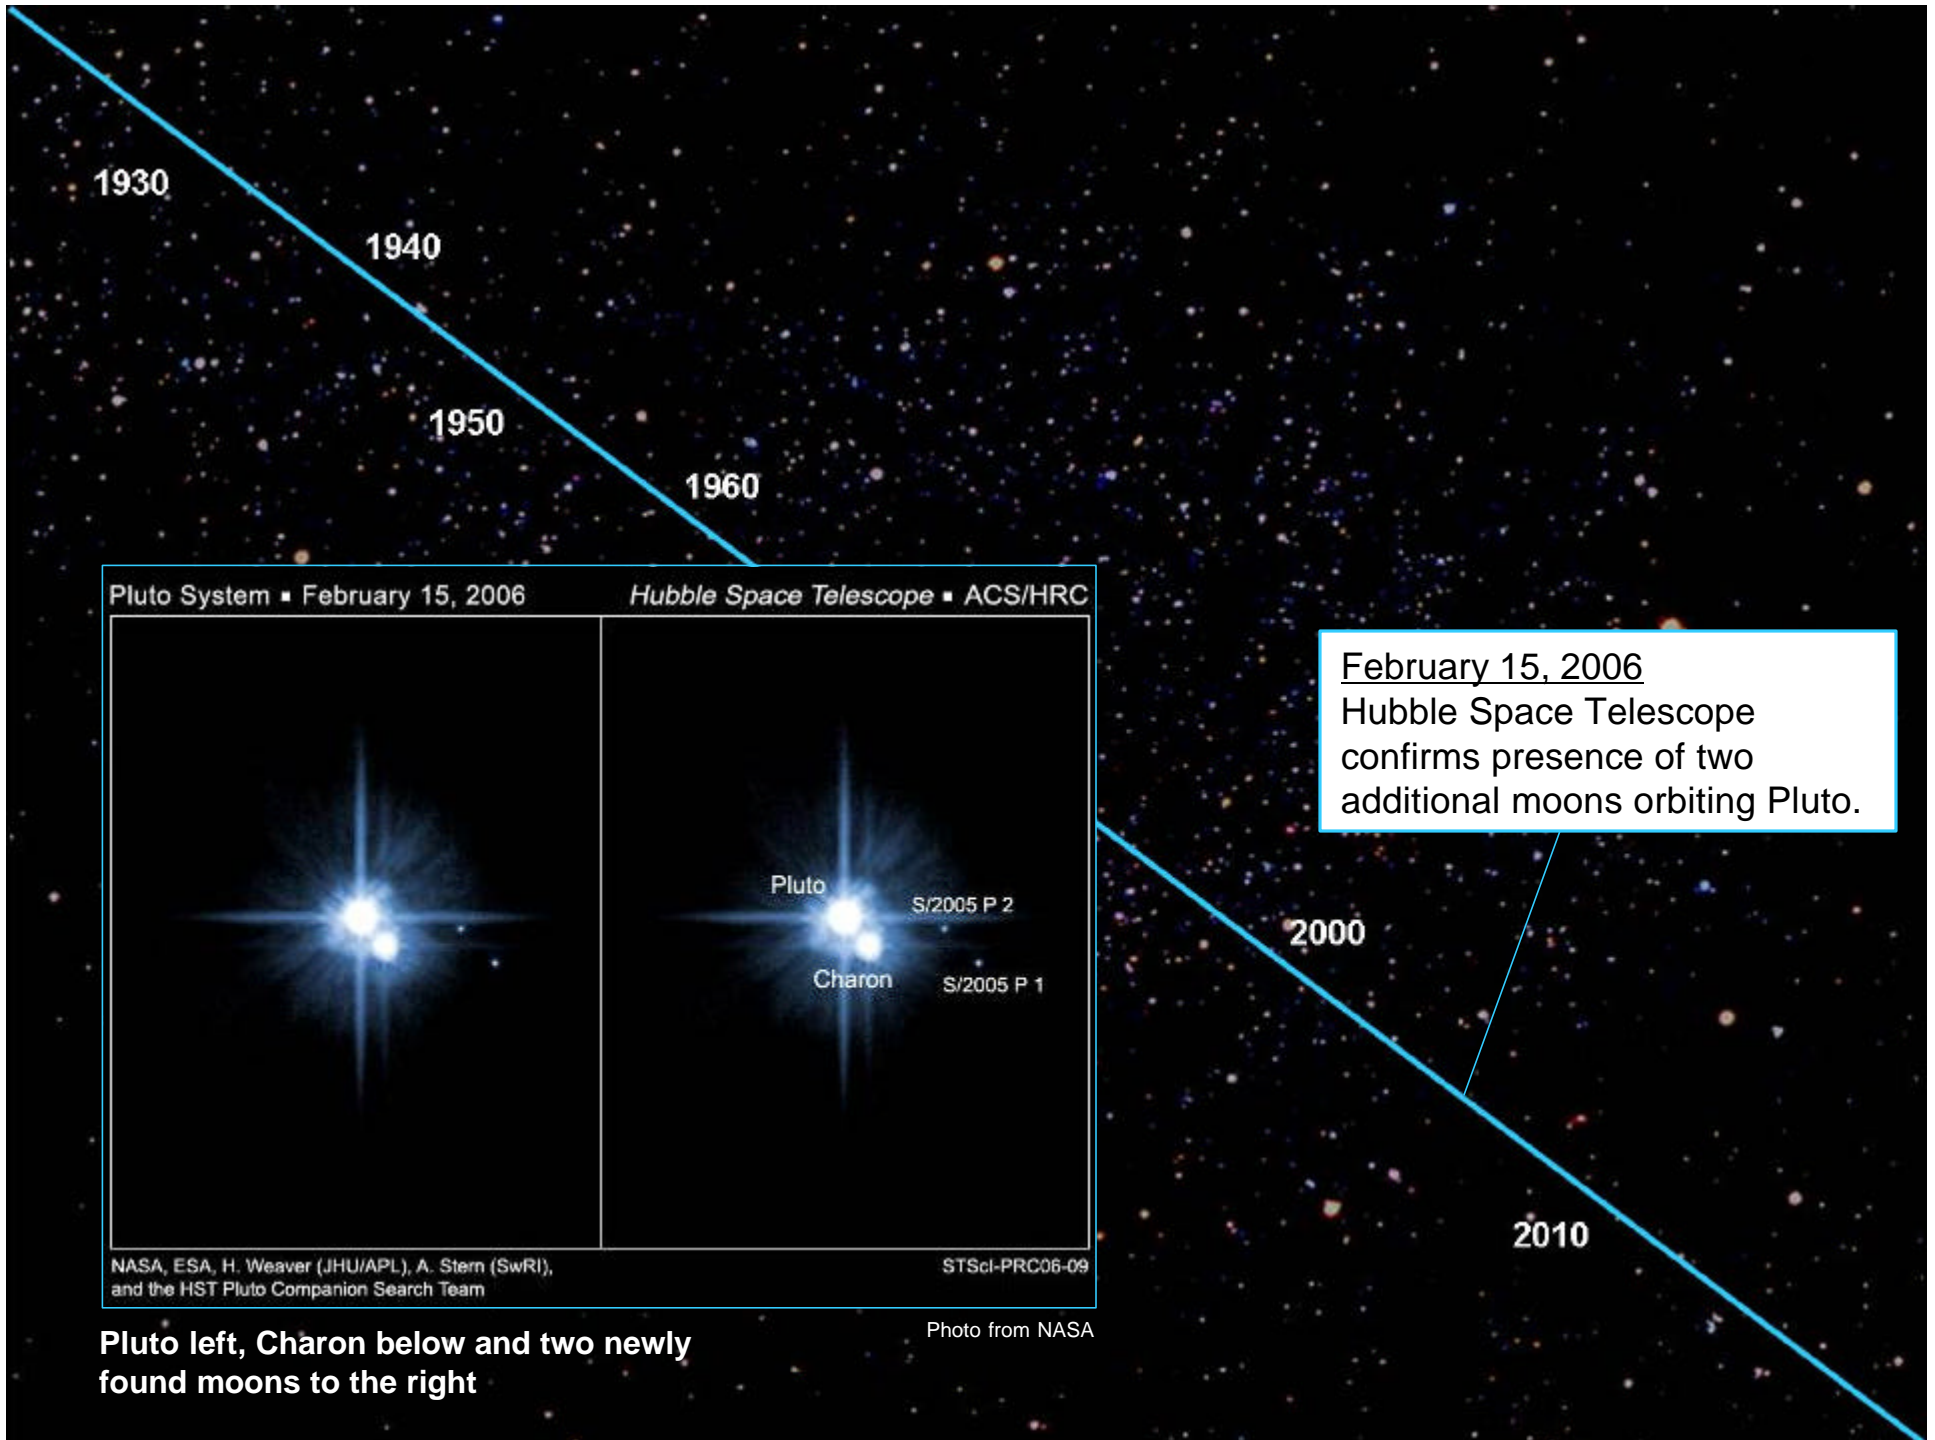 1930
1940
1950
1960
Pluto System ▪ February 15, 2006
Hubble Space Telescope ▪ ACS/HRC
Pluto
S/2005 P 2
Charon
S/2005 P 1
NASA, ESA, H. Weaver (JHU/APL), A. Stern (SwRI),
and the HST Pluto Companion Search Team
STScI-PRC06-09
Photo from NASA
Pluto left, Charon below and two newly
found moons to the right
February 15, 2006
Hubble Space Telescope
confirms presence of two
additional moons orbiting Pluto.
2000
2010